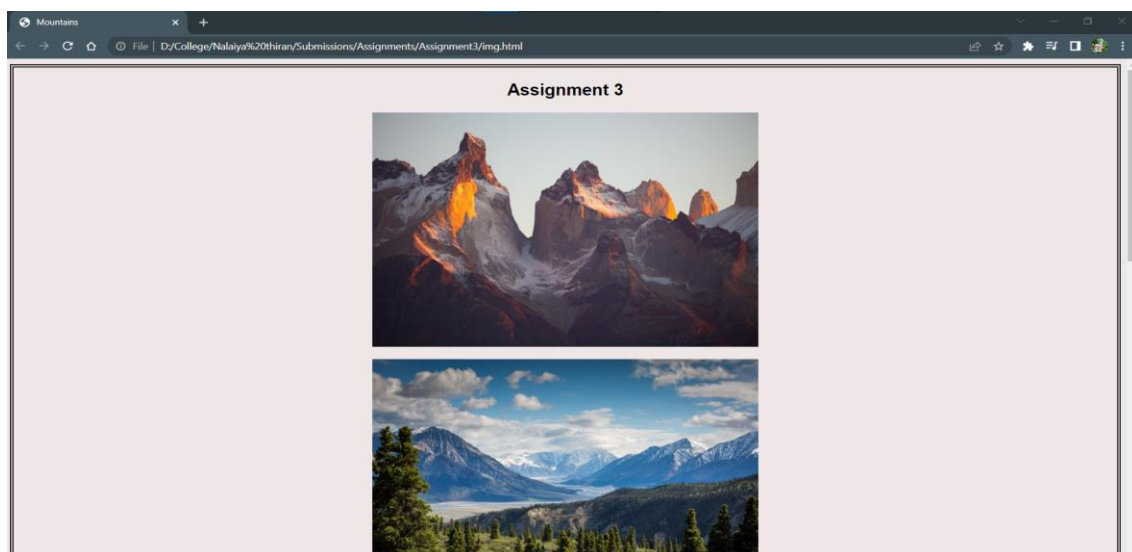 Mountains
File | D:/College/Nalaiya%20thiran/Submissions/Assignments/Assignment3/img.html
Assignment 3